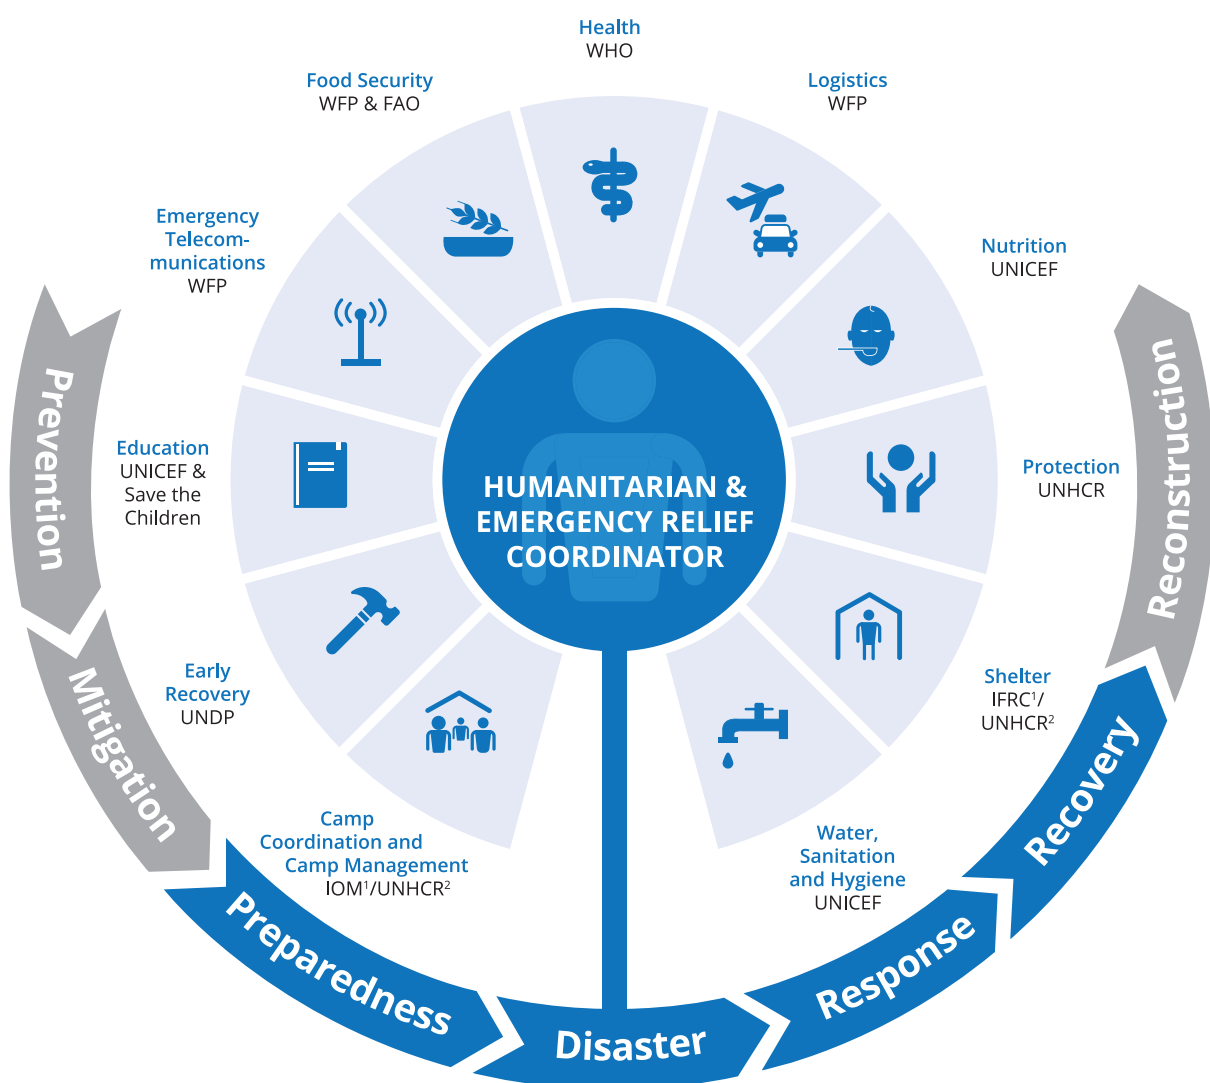 Health
WHO
Logistics
WFP
Nutrition
UNICEF
Protection
UNHCR
Shelter
IFRC¹/
UNHCR²
Water,
Sanitation
and Hygiene
UNICEF
Camp
Coordination and
Camp Management
IOM¹/UNHCR²
Early
Recovery
UNDP
Education
UNICEF &
Save the
Children
Emergency
Telecom-
munications
WFP
Food Security
WFP & FAO
HUMANITARIAN &
EMERGENCY RELIEF
COORDINATOR
Prevention
Mitigation
Preparedness
Disaster
Response
Recovery
Reconstruction